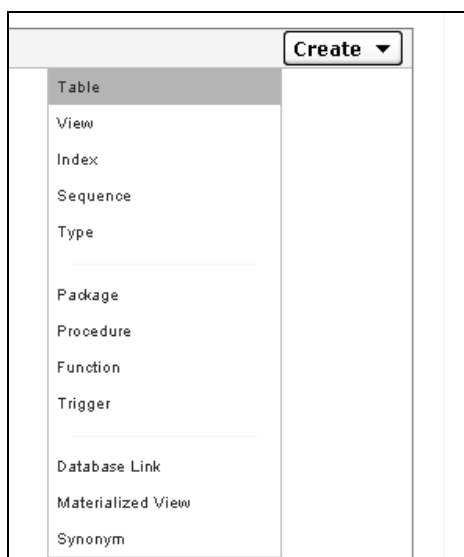 Create
Table
View
Index
Sequence
Type
Package
Procedure
Function
Trigger
Database Link
Materialized View
Synonym